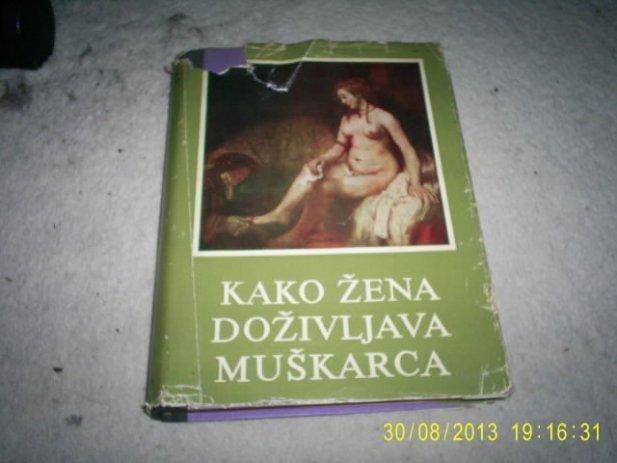 KAKO ŽENA
DOŽIVLJAVA
MUŠKARCA
30/08/2013 19:16:31